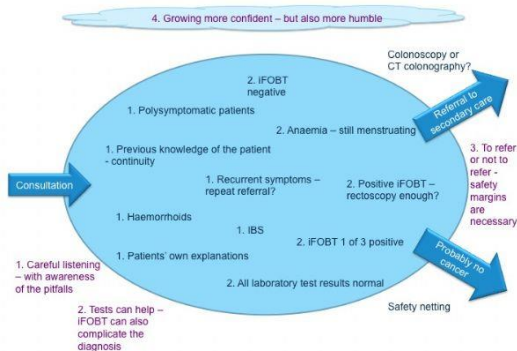 4. Growing more confident – but also more humble
Colonoscopy or
CT colonography?
2. iFOBT
negative
Referral to
secondary care
1. Polysymptomatic patients
2. Anaemia – still menstruating
1. Previous knowledge of the patient
- continuity
3. To refer
or not to
refer -
safety
margins
are
necessary
Consultation
1. Recurrent symptoms –
repeat referral?
2. Positive iFOBT –
rectoscopy enough?
1. Haemorrhoids
1. IBS
2. iFOBT 1 of 3 positive
1. Patients' own explanations
Probably no
cancer
1. Careful listening
– with awareness
of the pitfalls
2. All laboratory test results normal
Safety netting
2. Tests can help –
iFOBT can also
complicate the
diagnosis